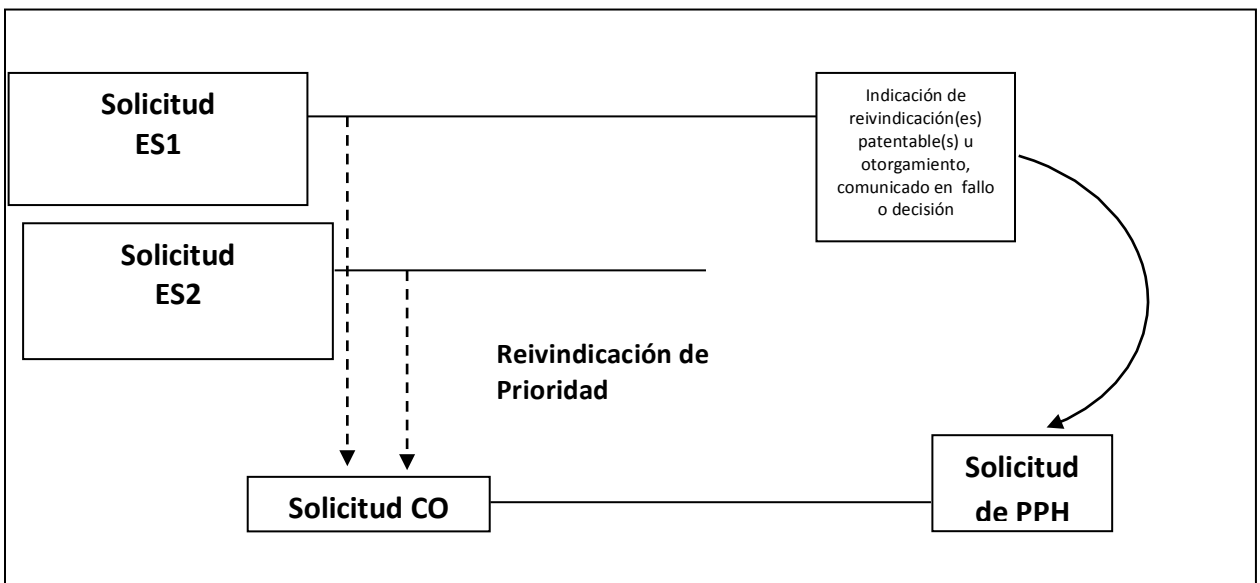 Solicitud
ES1
Indicación de
reivindicación(es)
patentable(s) u
otorgamiento,
comunicado en fallo
o decisión
Solicitud
ES2
Reivindicación de
Prioridad
Solicitud CO
Solicitud
de PPH